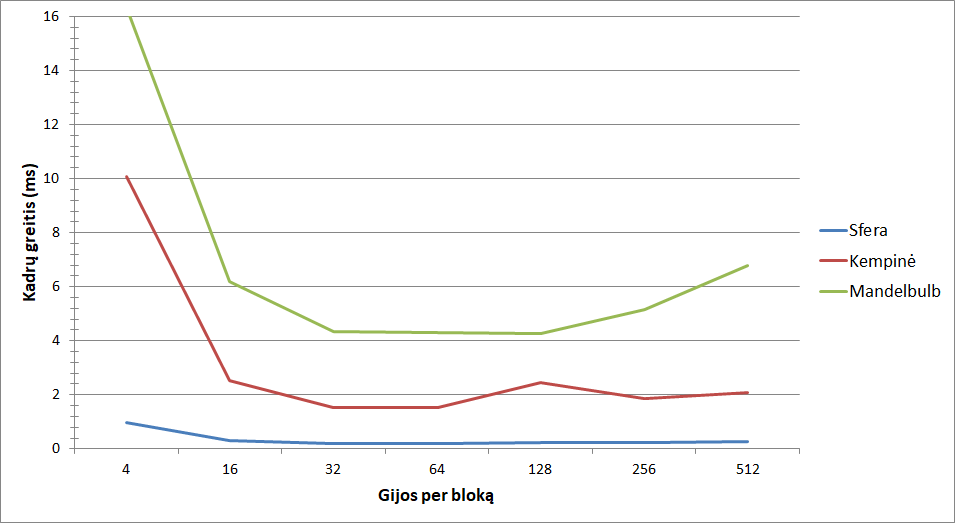 16
14
12
10
8
6
4
2
0
Kadrų greitis (ms)
4 16 32 64 128 256 512
Gijos per bloką
Sfera
Kempinė
Mandelbulb